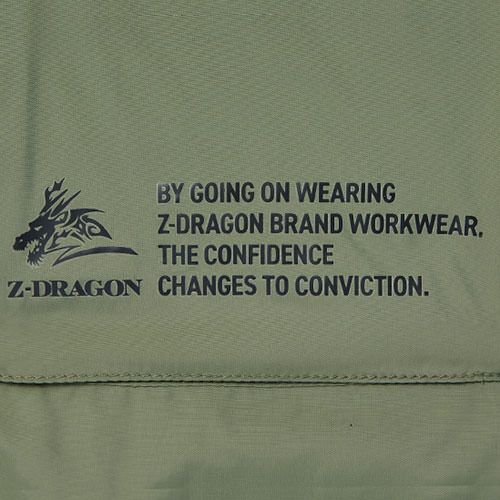 BY GOING ON WEARING
Z-DRAGON BRAND WORKWEAR,
THE CONFIDENCE
CHANGES TO CONVICTION.
Z-DRAGON